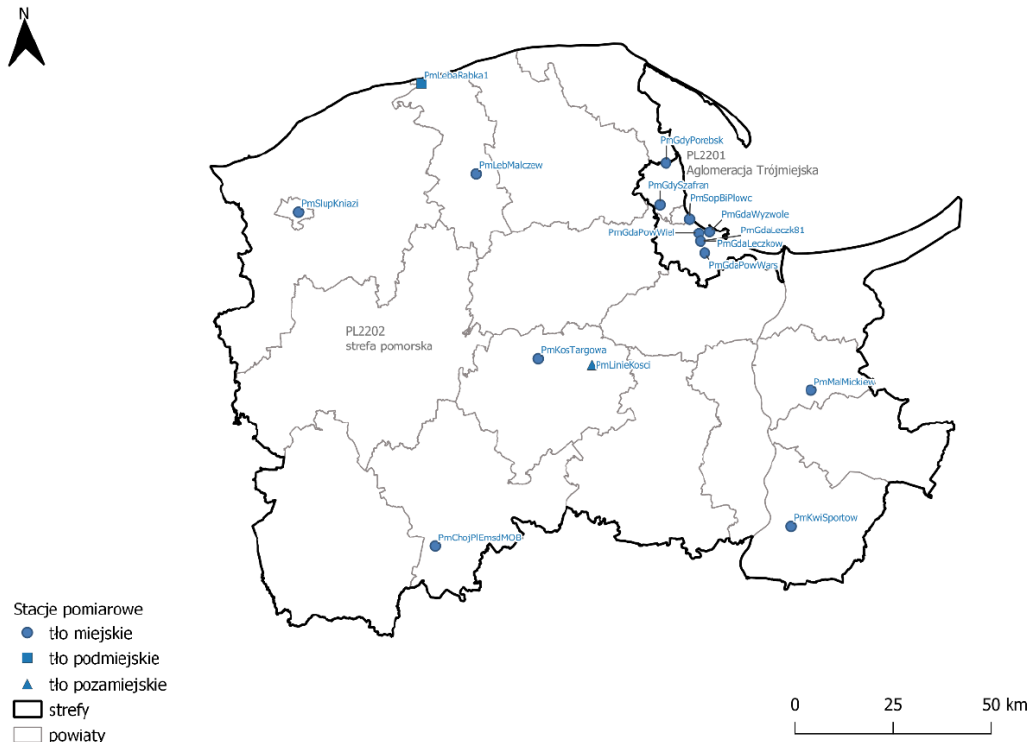 N
PmŁebaRabka1
PmGdyPorebsk
PL2201
Aglomeracja Trójmiejska
PmLebMalczew
PmGdySzafran
PmSlupKniazi
PmSopBiPlowc
PmGdaWyzwole
PmGdaPowWiel
PmGdaLeczk81
PmGdaLeczkow
PmGdaPowWars
PL2202
strefa pomorska
PmKosTargowa
PmLinieKosci
PmMalMickiew
PmKwiSportow
PmChojPlEmsdMOB
Stacje pomiarowe
tło miejskie
tło podmiejskie
tło pozamiejskie
strefy
powiaty
0 25 50 km